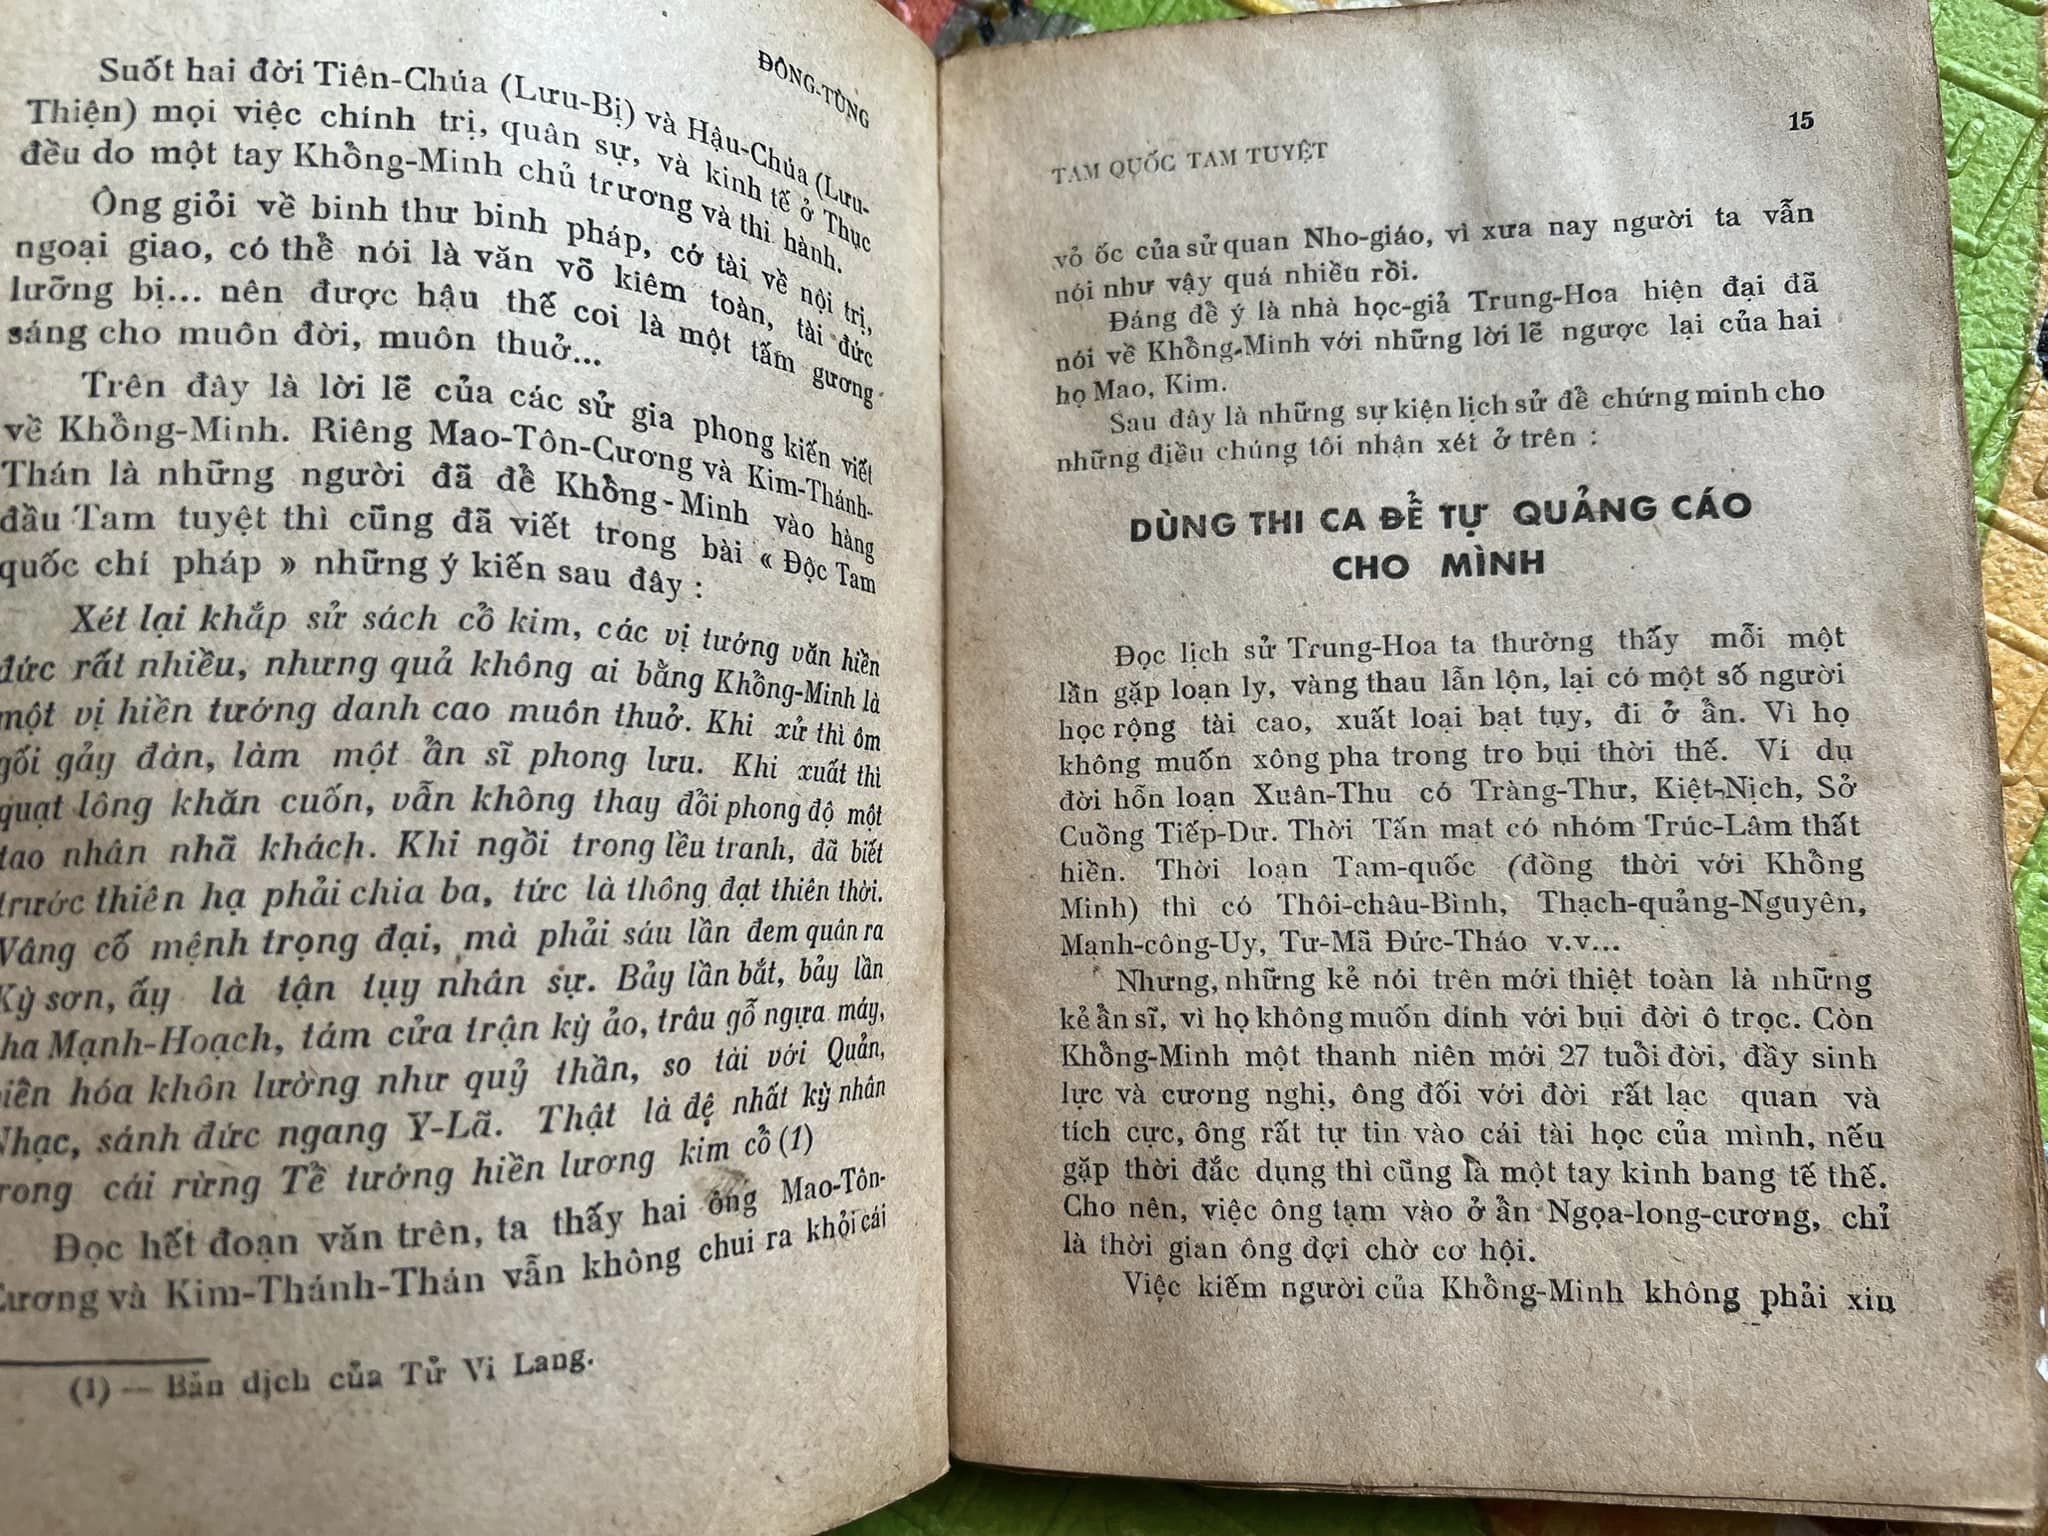 ĐÔNG-TÙNG
Suốt hai đời Tiên-Chúa (Lưu-Bị) và Hậu-Chúa (Lưu-
Thiện) mọi việc chính trị, quân sự, và kinh tế ở Thục
đều do một tay Khồng-Minh chủ trương và thi hành.
Ông giỏi về binh thư binh pháp, có tài về nội trị,
ngoại giao, có thể nói là văn võ kiêm toàn, tài đức
lưỡng bị... nên được hậu thế coi là một tấm gương
sáng cho muôn đời, muôn thuở...
Trên đây là lời lẽ của các sử gia phong kiến viết
về Khồng-Minh. Riêng Mao-Tôn-Cương và Kim-Thánh-
Thán là những người đã để Khồng-Minh vào hàng
đầu Tam tuyệt thì cũng đã viết trong bài « Độc Tam
quốc chí pháp » những ý kiến sau đây :
Xét lại khắp sử sách cổ kim, các vị tướng văn hiền
đức rất nhiều, nhưng quả không ai bằng Khồng-Minh là
một vị hiền tướng danh cao muôn thuở. Khi xử thì ôm
gối gảy đàn, làm một ẩn sĩ phong lưu. Khi xuất thì
quạt lông khăn cuốn, vẫn không thay đổi phong độ một
tao nhân nhã khách. Khi ngồi trong lều tranh, đã biết
trước thiên hạ phải chia ba, tức là thông đạt thiên thời.
Vâng cố mệnh trọng đại, mà phải sáu lần đem quân ra
Kỳ sơn, ấy là tận tụy nhân sự. Bảy lần bắt, bảy lần
tha Mạnh-Hoạch, tám cửa trận kỳ ảo, trâu gỗ ngựa máy,
biến hóa khôn lường như quỷ thần, so tài với Quản,
Nhạc, sánh đức ngang Y-Lã. Thật là đệ nhất kỳ nhân
trong cái rừng Tể tướng hiền lương kim cổ (1)
Đọc hết đoạn văn trên, ta thấy hai ông Mao-Tôn-
Cương và Kim-Thánh-Thán vẫn không chui ra khỏi cái
(1) — Bản dịch của Tử Vi Lang.
TAM QUỐC TAM TUYỆT
15
vỏ ốc của sử quan Nho-giáo, vì xưa nay người ta vẫn
nói như vậy quá nhiều rồi.
Đáng để ý là nhà học-giả Trung-Hoa hiện đại đã
nói về Khồng-Minh với những lời lẽ ngược lại của hai
họ Mao, Kim.
Sau đây là những sự kiện lịch sử để chứng minh cho
những điều chúng tôi nhận xét ở trên :
DÙNG THI CA ĐỂ TỰ QUẢNG CÁO
CHO MÌNH
Đọc lịch sử Trung-Hoa ta thường thấy mỗi một
lần gặp loạn ly, vàng thau lẫn lộn, lại có một số người
học rộng tài cao, xuất loại bạt tụy, đi ở ẩn. Vì họ
không muốn xông pha trong tro bụi thời thế. Ví dụ
đời hỗn loạn Xuân-Thu có Tràng-Thư, Kiệt-Nịch, Sở
Cuồng Tiếp-Dư. Thời Tấn mạt có nhóm Trúc-Lâm thất
hiền. Thời loạn Tam-quốc (đồng thời với Khồng
Minh) thì có Thôi-châu-Bình, Thạch-quảng-Nguyên,
Mạnh-công-Uy, Tư-Mã Đức-Tháo v.v...
Nhưng, những kẻ nói trên mới thiệt toàn là những
kẻ ẩn sĩ, vì họ không muốn dính với bụi đời ô trọc. Còn
Khồng-Minh một thanh niên mới 27 tuổi đời, đầy sinh
lực và cương nghị, ông đối với đời rất lạc quan và
tích cực, ông rất tự tin vào cái tài học của mình, nếu
gặp thời đắc dụng thì cũng là một tay kinh bang tế thế.
Cho nên, việc ông tạm vào ở ẩn Ngọa-long-cương, chỉ
là thời gian ông đợi chờ cơ hội.
Việc kiếm người của Khồng-Minh không phải xin